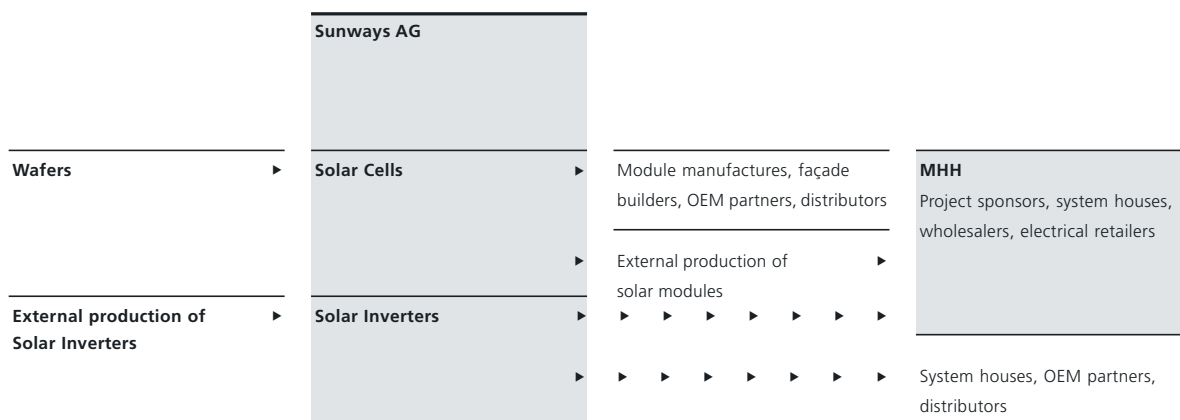 Sunways AG
Wafers
Solar Cells
Module manufactures, façade
builders, OEM partners, distributors
MHH
Project sponsors, system houses,
wholesalers, electrical retailers
External production of
solar modules
External production of
Solar Inverters
Solar Inverters
System houses, OEM partners,
distributors